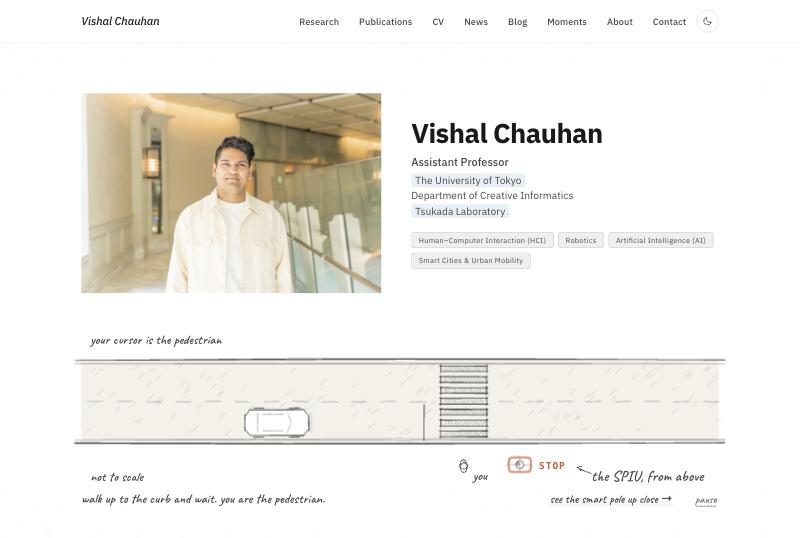 Vishal Chauhan
Research Publications CV News Blog Moments About Contact
Vishal Chauhan
Assistant Professor
The University of Tokyo
Department of Creative Informatics
Tsukada Laboratory
Human–Computer Interaction (HCI) Robotics Artificial Intelligence (AI)
Smart Cities & Urban Mobility
your cursor is the pedestrian
STOP
you
the SPIU, from above
not to scale
walk up to the curb and wait. you are the pedestrian.
see the smart pole up close →
pause